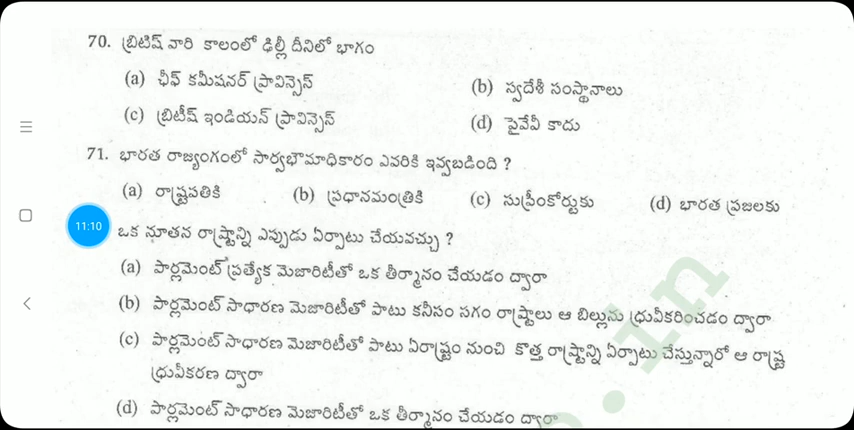 70. బ్రిటిష్ వారి కాలంలో ఢిల్లీ దీనిలో భాగం
(a) ఛీఫ్ కమీషనర్ ప్రావిన్సెస్
(b) స్వదేశీ సంస్థానాలు
(c) బ్రిటీష్ ఇండియన్ ప్రావిన్సెస్
(d) పైవేవీ కాదు
71. భారత రాజ్యంగంలో సార్వభౌమాధికారం ఎవరికి ఇవ్వబడింది ?
(a) రాష్ట్రపతికి (b) ప్రధానమంత్రికి (c) సుప్రీంకోర్టుకు (d) భారత ప్రజలకు
11:10 ఒక నూతన రాష్ట్రాన్ని ఎప్పుడు ఏర్పాటు చేయవచ్చు ?
(a) పార్లమెంట్ ప్రత్యేక మెజారిటీతో ఒక తీర్మానం చేయడం ద్వారా
(b) పార్లమెంట్ సాధారణ మెజారిటీతో పాటు కనీసం సగం రాష్ట్రాలు ఆ బిల్లును ధ్రువీకరించడం ద్వారా
(c) పార్లమెంట్ సాధారణ మెజారిటీతో పాటు ఏరాష్ట్రం నుంచి కొత్త రాష్ట్రాన్ని ఏర్పాటు చేస్తున్నారో ఆ రాష్ట్ర
ధ్రువీకరణ ద్వారా
(d) పార్లమెంట్ సాధారణ మెజారిటీతో ఒక తీర్మానం చేయడం ద్వారా
.in